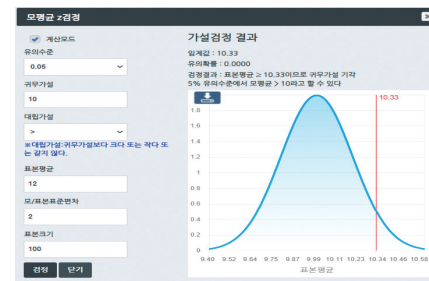 모평균 z검정
계산모드
유의수준
0.05
귀무가설
10
대립가설
>
※대립가설:귀무가설보다 크다 또는 작다 또
는 같지 않다.
표본평균
12
모/표본표준편차
2
표본크기
100
검정 닫기
가설검정 결과
임계값 : 10.33
유의확률 : 0.0000
검정결과 : 표본평균 ≥ 10.33이므로 귀무가설 기각
5% 유의수준에서 모평균 > 10라고 할 수 있다
10.33
1.8
1.6
1.4
1.2
1
0.8
0.6
0.4
0.2
0
9.40 9.52 9.64 9.75 9.87 9.99 10.11 10.23 10.34 10.46 10.58
표본평균